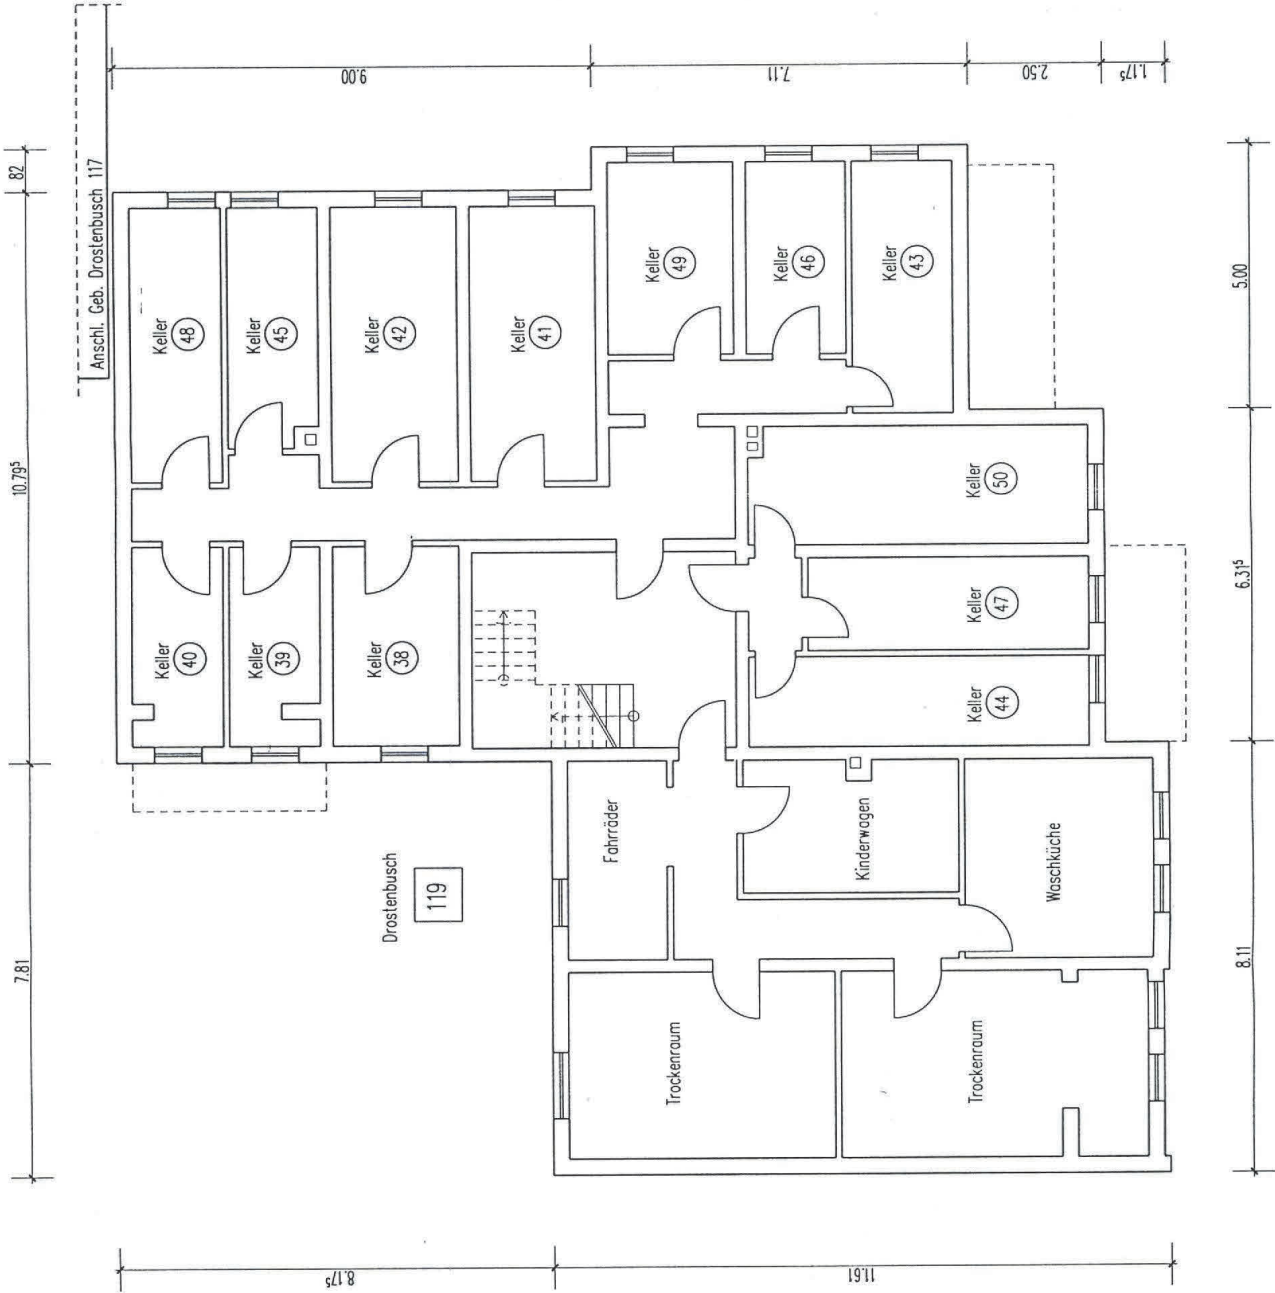 82
10.79⁵
7.81
Anschl. Geb. Drostenbusch 117
9.00
7.11
2.50
1.17⁵
Keller
48
Keller
45
Keller
42
Keller
41
Keller
49
Keller
46
Keller
43
Keller
40
Keller
39
Keller
38
Keller
50
Keller
47
Keller
44
Fahrräder
Kinderwagen
Waschküche
Trockenraum
Trockenraum
Drostenbusch
119
5.00
6.31⁵
8.11
8.17⁵
11.61